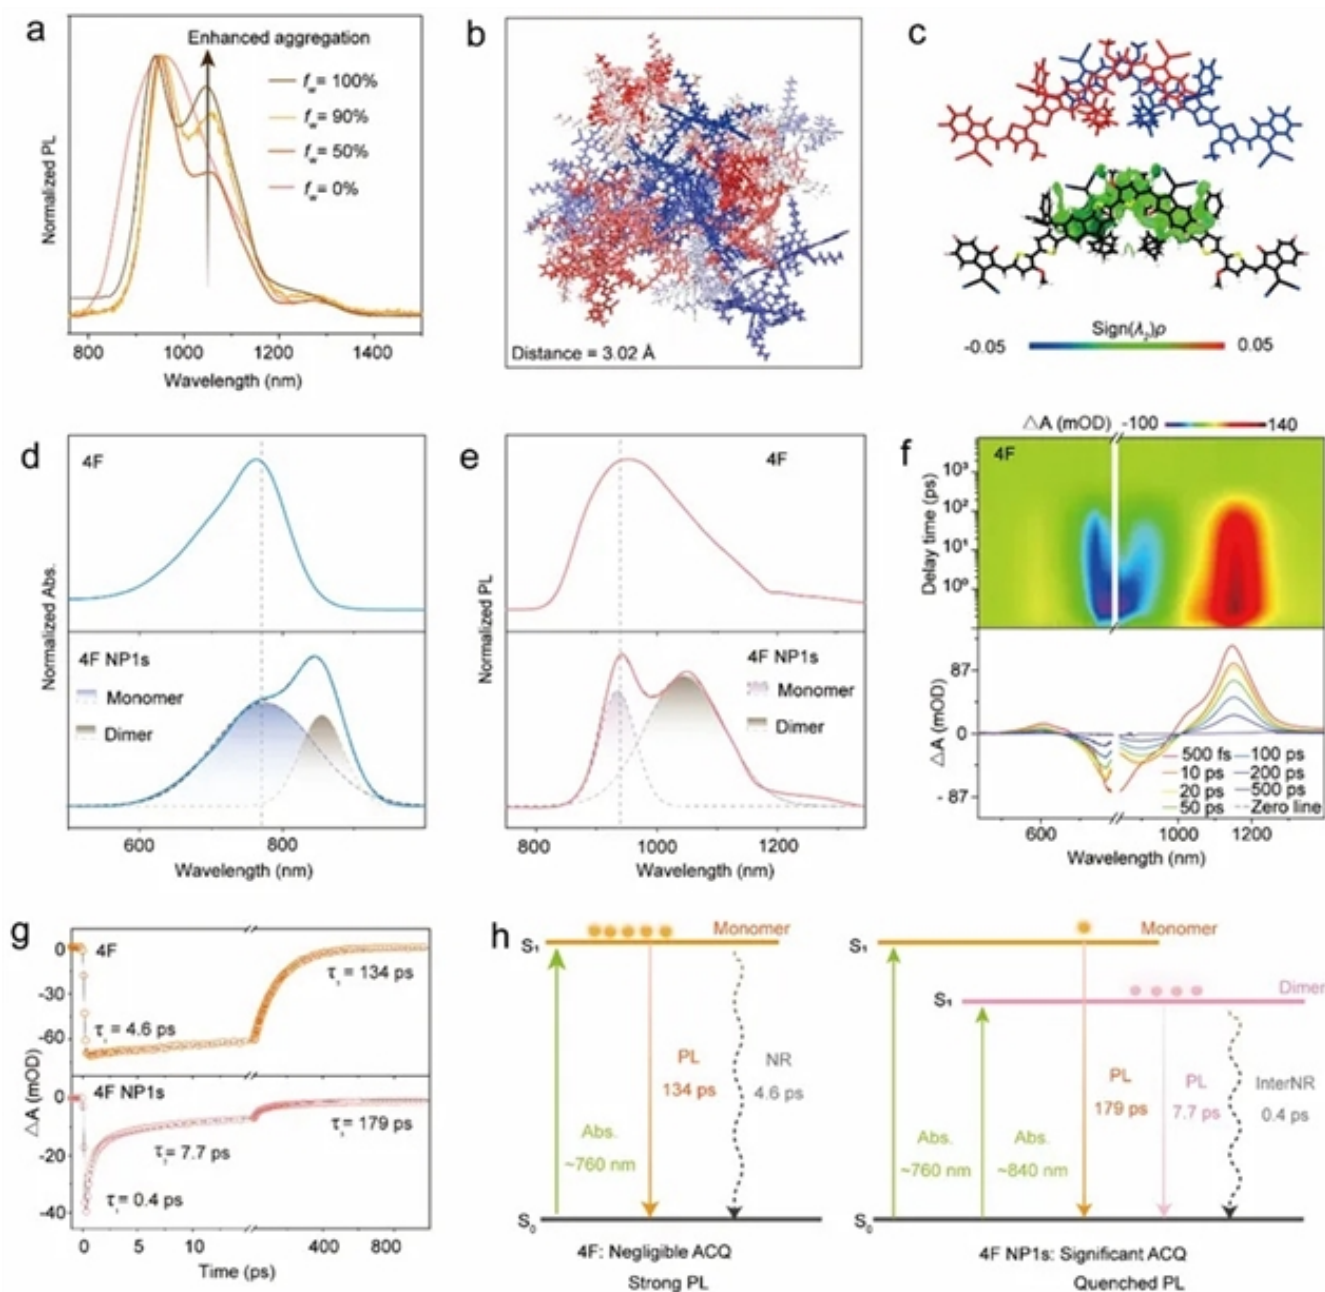 a
Enhanced aggregation
f_w = 100%
f_w = 90%
f_w = 50%
f_w = 0%
Normalized PL
800 1000 1200 1400
Wavelength (nm)
b
Distance = 3.02 Å
c
Sign(λ₂)ρ
-0.05 0.05
d
4F
4F NP1s
Monomer
Dimer
Normalized Abs.
600 800
Wavelength (nm)
e
4F
4F NP1s
Monomer
Dimer
Normalized PL
800 1000 1200
Wavelength (nm)
f
△A (mOD) -100 140
4F
Delay time (ps)
10³
10²
10¹
10⁰
△A (mOD)
87
0
-87
500 fs 100 ps
10 ps 200 ps
20 ps 500 ps
50 ps Zero line
600 1000 1200
Wavelength (nm)
g
4F
τ₁ = 134 ps
τ₁ = 4.6 ps
0
-30
-60
4F NP1s
τ₁ = 179 ps
τ₁ = 7.7 ps
τ₁ = 0.4 ps
0
-20
-40
△A (mOD)
0 5 10 400 800
Time (ps)
h
S₁
Monomer
PL
134 ps
NR
4.6 ps
Abs.
~760 nm
S₀
4F: Negligible ACQ
Strong PL
S₁
Monomer
S₁
Dimer
PL
179 ps
PL
7.7 ps
InterNR
0.4 ps
Abs.
~760 nm
Abs.
~840 nm
S₀
4F NP1s: Significant ACQ
Quenched PL